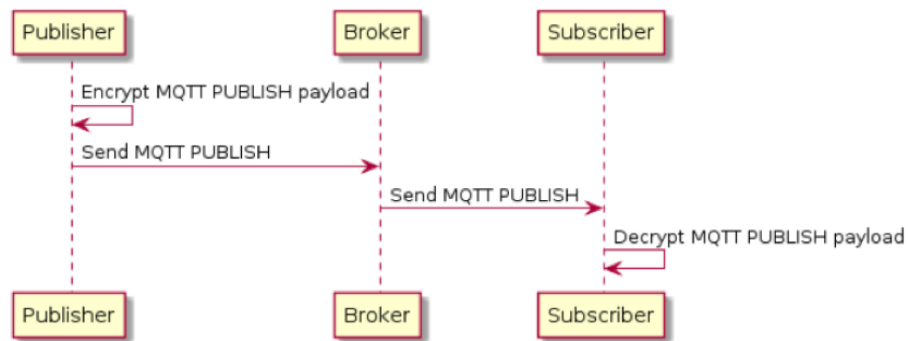 Publisher Broker Subscriber
Encrypt MQTT PUBLISH payload
Send MQTT PUBLISH
Send MQTT PUBLISH
Decrypt MQTT PUBLISH payload
Publisher Broker Subscriber